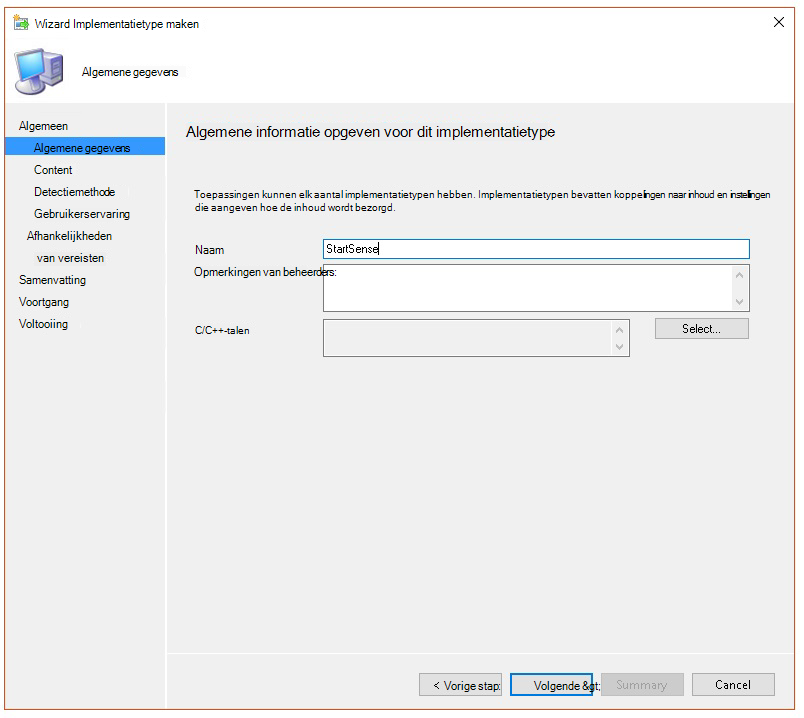 Wizard Implementatietype maken
Algemene gegevens
Algemeen
Algemene gegevens
Content
Detectiemethode
Gebruikerservaring
Afhankelijkheden
van vereisten
Samenvatting
Voortgang
Voltooiing
Algemene informatie opgeven voor dit implementatietype
Toepassingen kunnen elk aantal implementatietypen hebben. Implementatietypen bevatten koppelingen naar inhoud en instellingen
die aangeven hoe de inhoud wordt bezorgd.
Naam
StartSense
Opmerkingen van beheerders:
C/C++-talen
Select...
< Vorige stap:
Volgende &gt;
Summary
Cancel